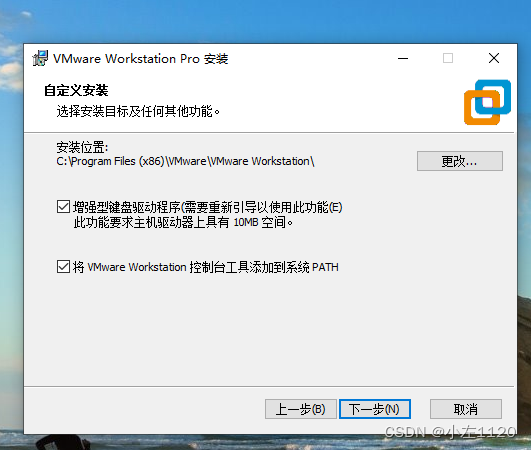 VMware Workstation Pro 安装
自定义安装
选择安装目标及任何其他功能。
安装位置:
C:\Program Files (x86)\VMware\VMware Workstation\
更改...
增强型键盘驱动程序(需要重新引导以使用此功能(E)
此功能要求主机驱动器上具有 10MB 空间。
将 VMware Workstation 控制台工具添加到系统 PATH
上一步(B)
下一步(N)
取消
CSDN @小左1120